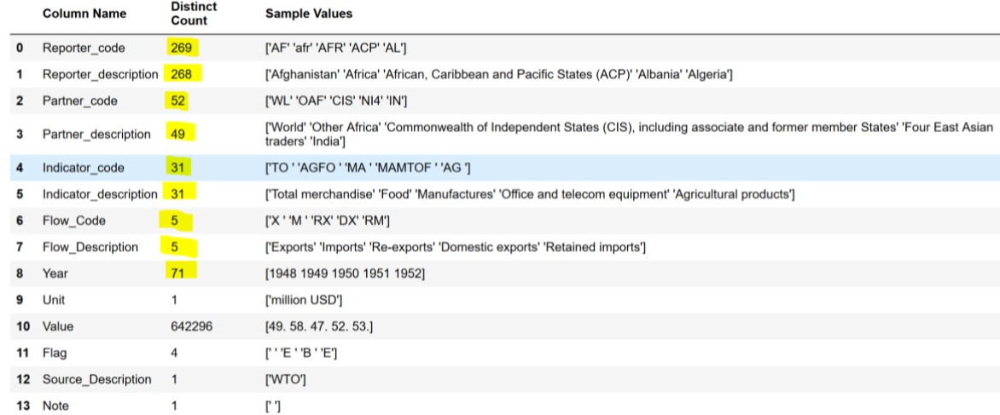 Column Name Distinct Count Sample Values
0 Reporter_code 269 ['AF' 'afr' 'AFR' 'ACP' 'AL']
1 Reporter_description 268 ['Afghanistan' 'Africa' 'African, Caribbean and Pacific States (ACP)' 'Albania' 'Algeria']
2 Partner_code 52 ['WL' 'OAF' 'CIS' 'NI4' 'IN']
3 Partner_description 49 ['World' 'Other Africa' 'Commonwealth of Independent States (CIS), including associate and former member States' 'Four East Asian
traders' 'India']
4 Indicator_code 31 ['TO ' 'AGFO ' 'MA ' 'MAMTOF ' 'AG ']
5 Indicator_description 31 ['Total merchandise' 'Food' 'Manufactures' 'Office and telecom equipment' 'Agricultural products']
6 Flow_Code 5 ['X ' 'M ' 'RX' 'DX' 'RM']
7 Flow_Description 5 ['Exports' 'Imports' 'Re-exports' 'Domestic exports' 'Retained imports']
8 Year 71 [1948 1949 1950 1951 1952]
9 Unit 1 ['million USD']
10 Value 642296 [49. 58. 47. 52. 53.]
11 Flag 4 [' ' 'E ' 'B ' 'E']
12 Source_Description 1 ['WTO']
13 Note 1 [' ']